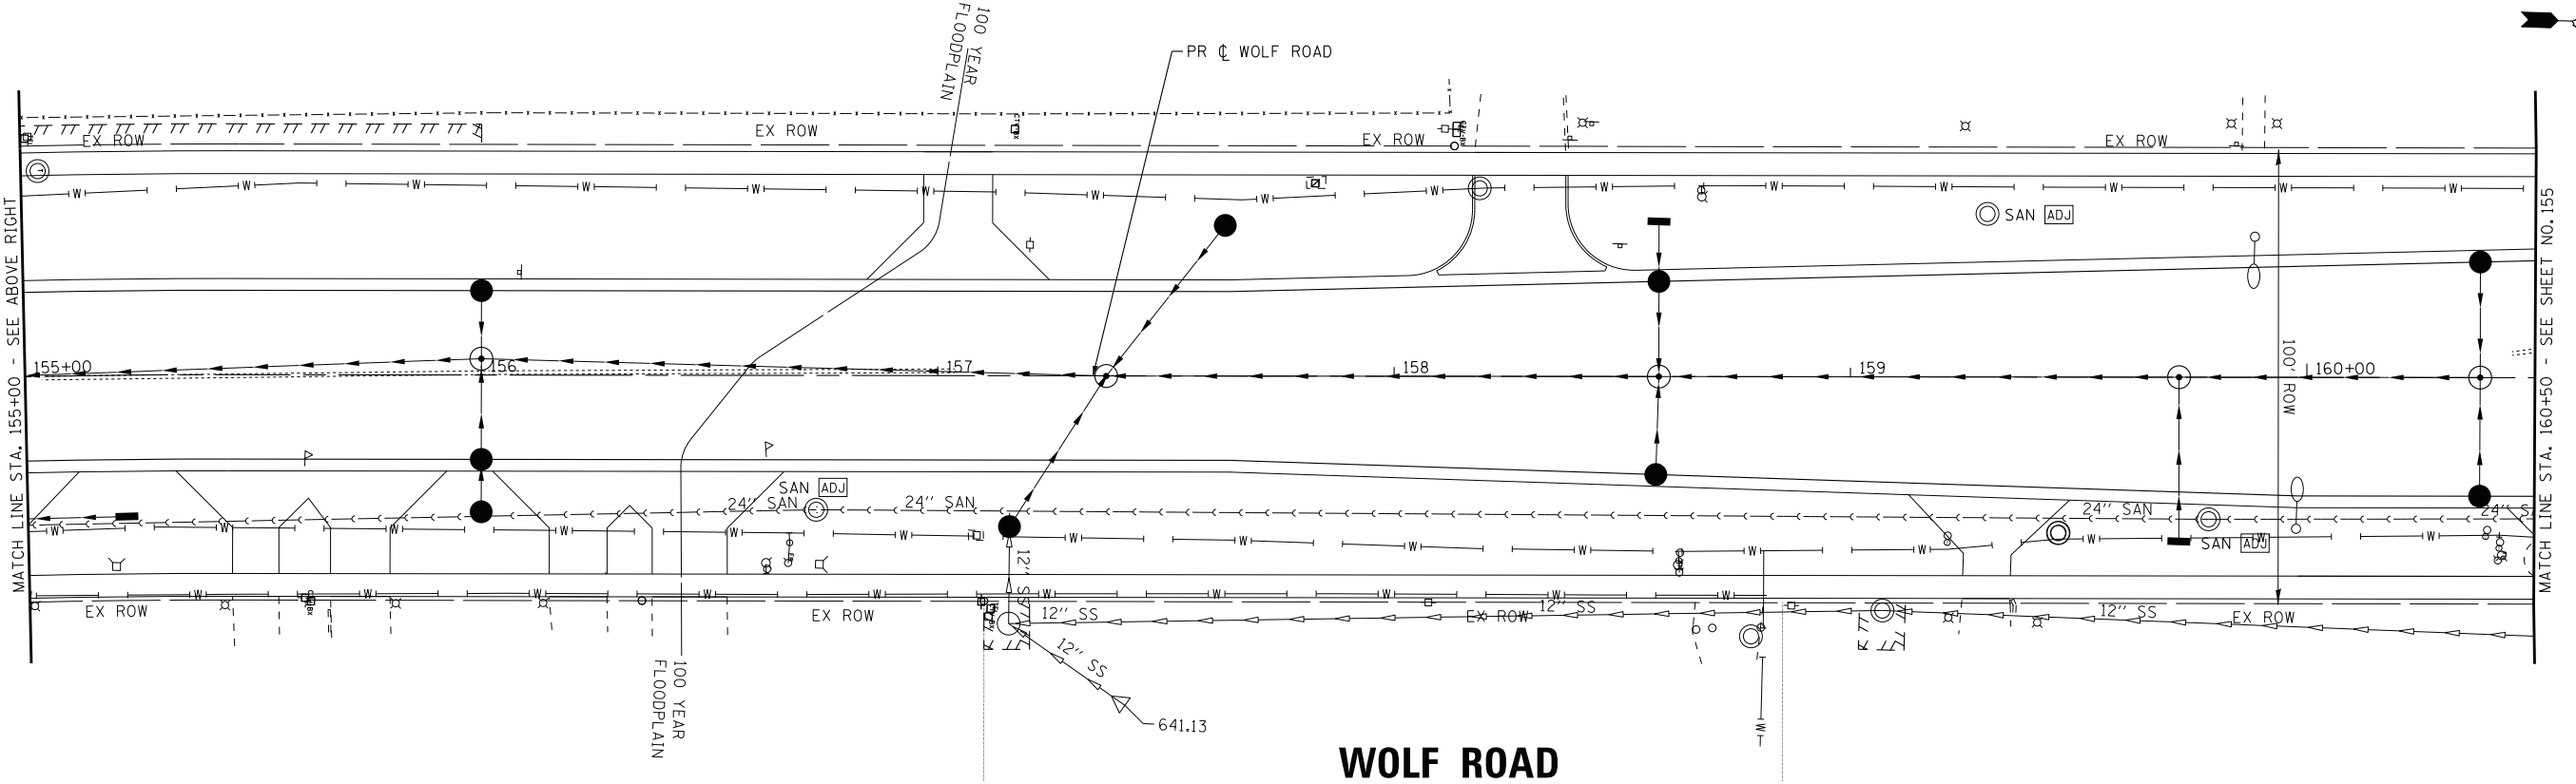 100 YEAR
FLOODPLAIN
PR ℄ WOLF ROAD
EX ROW
EX ROW
EX ROW
EX ROW
MATCH LINE STA. 155+00 - SEE ABOVE RIGHT
W W W W W W W W W W W W W W W
SAN ADJ
155+00
156
157
158
159
160+00
100' ROW
MATCH LINE STA. 160+50 - SEE SHEET NO. 155
SAN ADJ
24'' SAN
24'' SAN
24'' SAN
24'' S
W W W W W W W W W W W W W W W
SAN ADJ
12'' SS
W W W W W W W W W W
EX ROW
EX ROW
12'' SS
EX ROW
12'' SS
12'' SS
EX ROW
12'' SS
100 YEAR
FLOODPLAIN
641.13
W
WOLF ROAD